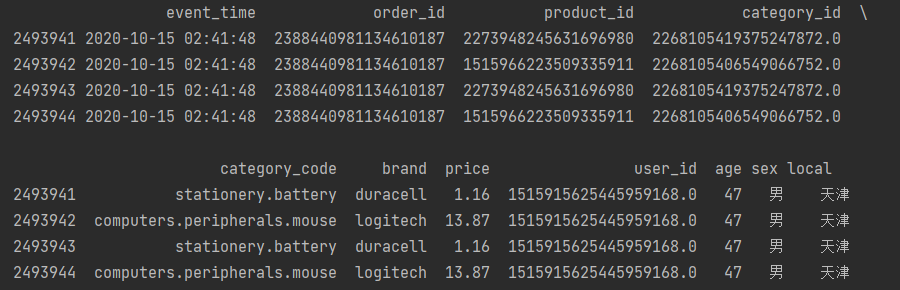 event_time order_id product_id category_id \
2493941 2020-10-15 02:41:48 2388440981134610187 2273948245631696980 2268105419375247872.0
2493942 2020-10-15 02:41:48 2388440981134610187 1515966223509335911 2268105406549066752.0
2493943 2020-10-15 02:41:48 2388440981134610187 2273948245631696980 2268105419375247872.0
2493944 2020-10-15 02:41:48 2388440981134610187 1515966223509335911 2268105406549066752.0
category_code brand price user_id age sex local
2493941 stationery.battery duracell 1.16 1515915625445959168.0 47 男 天津
2493942 computers.peripherals.mouse logitech 13.87 1515915625445959168.0 47 男 天津
2493943 stationery.battery duracell 1.16 1515915625445959168.0 47 男 天津
2493944 computers.peripherals.mouse logitech 13.87 1515915625445959168.0 47 男 天津